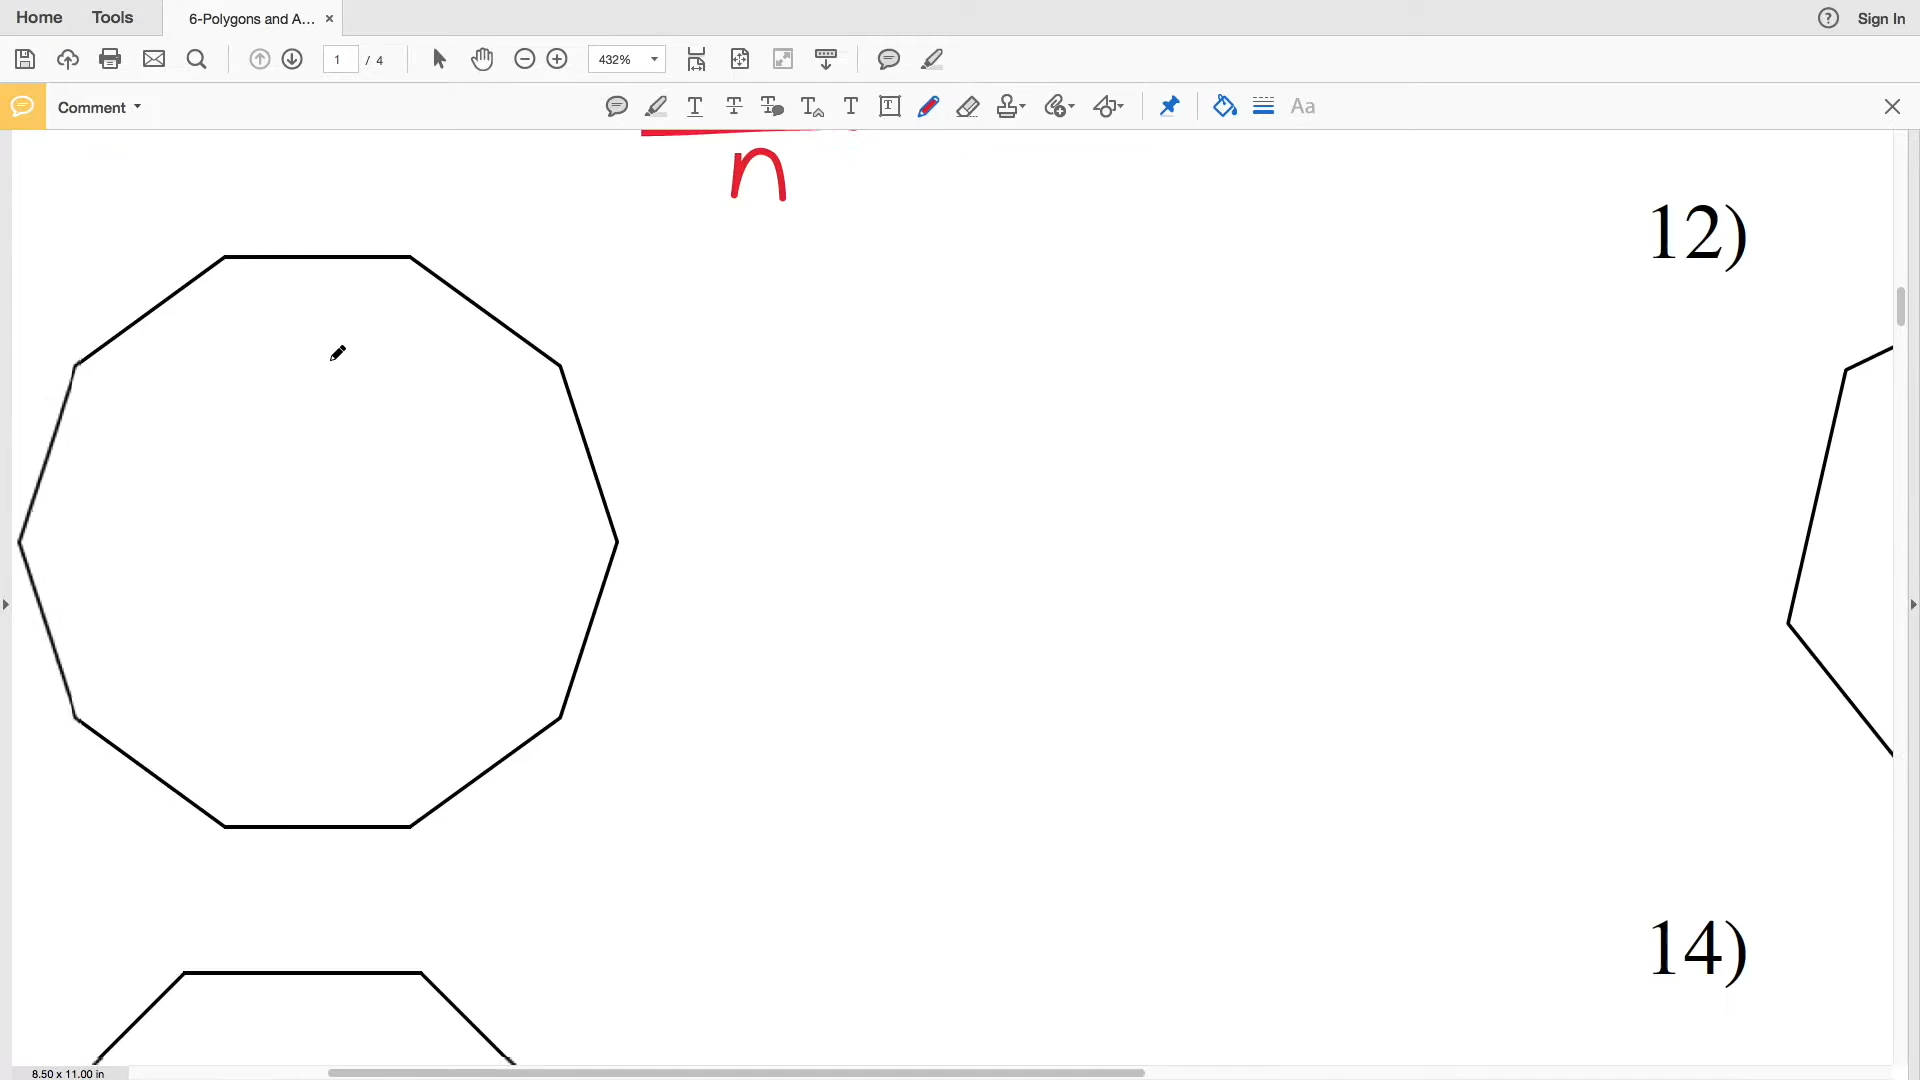 Home Tools 6-Polygons and A... × ? Sign In
1 / 4 432%
Comment T T T T T T Aa
n
12)
14)
8.50 x 11.00 in